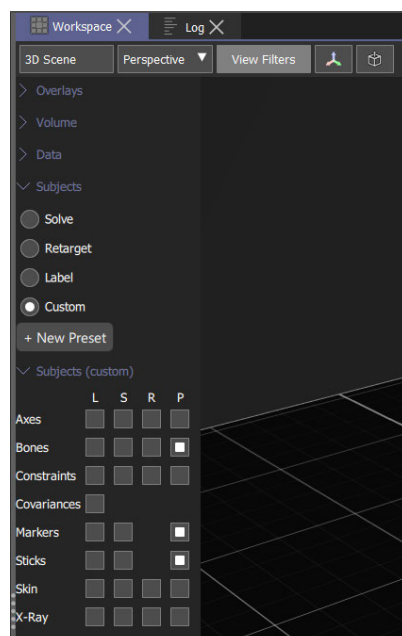 Workspace Log
3D Scene Perspective View Filters
Overlays
Volume
Data
Subjects
Solve
Retarget
Label
Custom
+ New Preset
Subjects (custom)
L S R P
Axes
Bones
Constraints
Covariances
Markers
Sticks
Skin
X-Ray